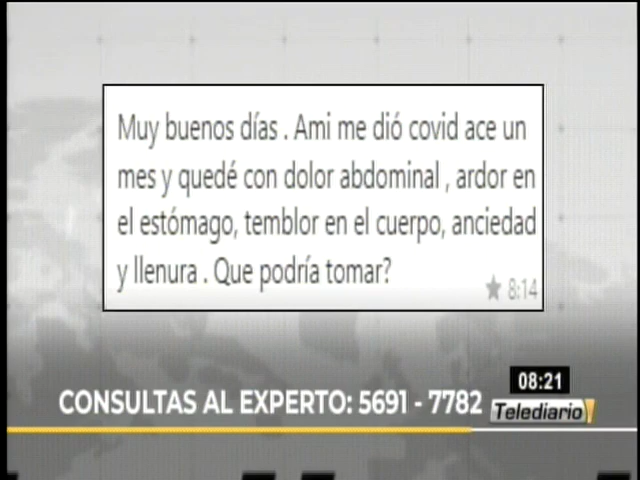 Muy buenos días . Ami me dió covid ace un
mes y quedé con dolor abdominal , ardor en
el estómago, temblor en el cuerpo, anciedad
y llenura . Que podría tomar?
★ 8:14
08:21
CONSULTAS AL EXPERTO: 5691 - 7782
Telediario